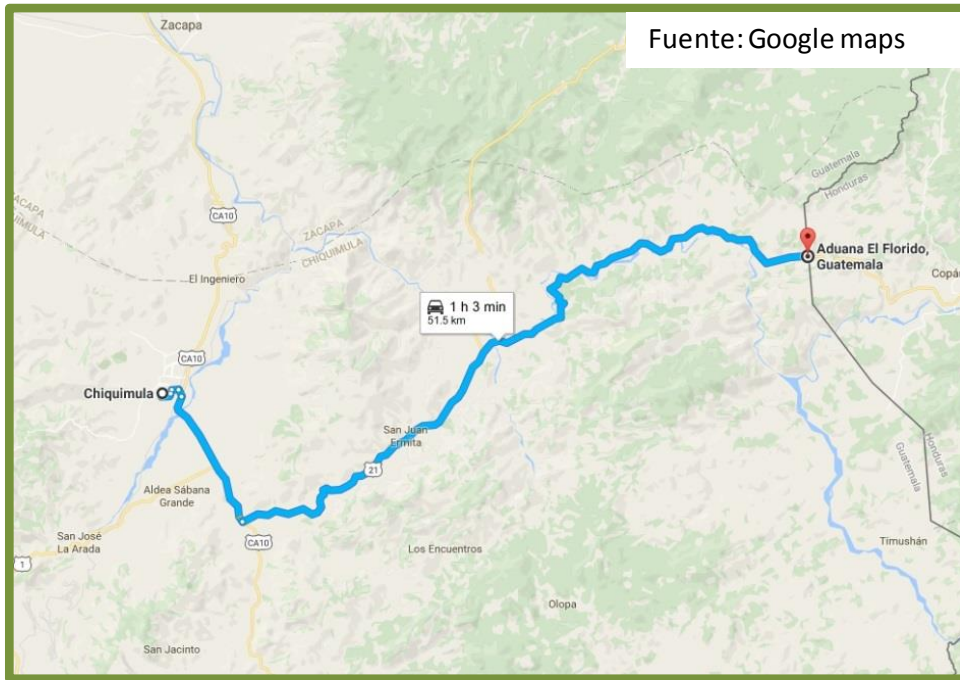 Zacapa
Fuente: Google maps
Guatemala
Honduras
CA10
ZACAPA
CHIQUIMULA
ZACAPA
CHIQUIMULA
El Ingeniero
Aduana El Florido,
Guatemala
Copán
1 h 3 min
51.5 km
CA10
Chiquimula
San Juan
Ermita
21
Aldea Sábana
Grande
Guatemala
Honduras
CA10
San José
La Arada
Los Encuentros
Timushán
1
Olopa
San Jacinto